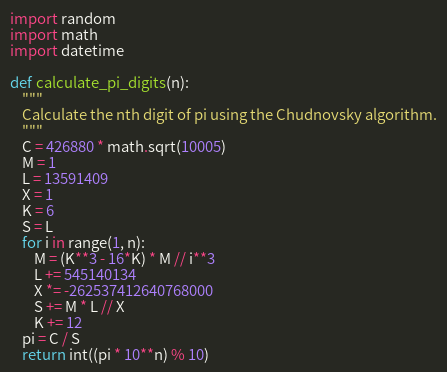 import random
import math
import datetime

def calculate_pi_digits(n):
    """
    Calculate the nth digit of pi using the Chudnovsky algorithm.
    """
    C = 426880 * math.sqrt(10005)
    M = 1
    L = 13591409
    X = 1
    K = 6
    S = L
    for i in range(1, n):
        M = (K**3 - 16*K) * M // i**3
        L += 545140134
        X *= -262537412640768000
        S += M * L // X
        K += 12
    pi = C / S
    return int((pi * 10**n) % 10)